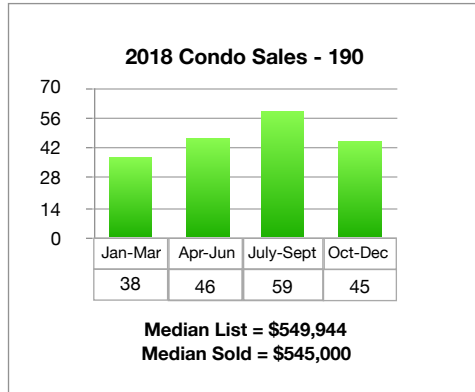 2018 Condo Sales - 190
70
56
42
28
14
0
Jan-Mar Apr-Jun July-Sept Oct-Dec
38 46 59 45
Median List = $549,944
Median Sold = $545,000